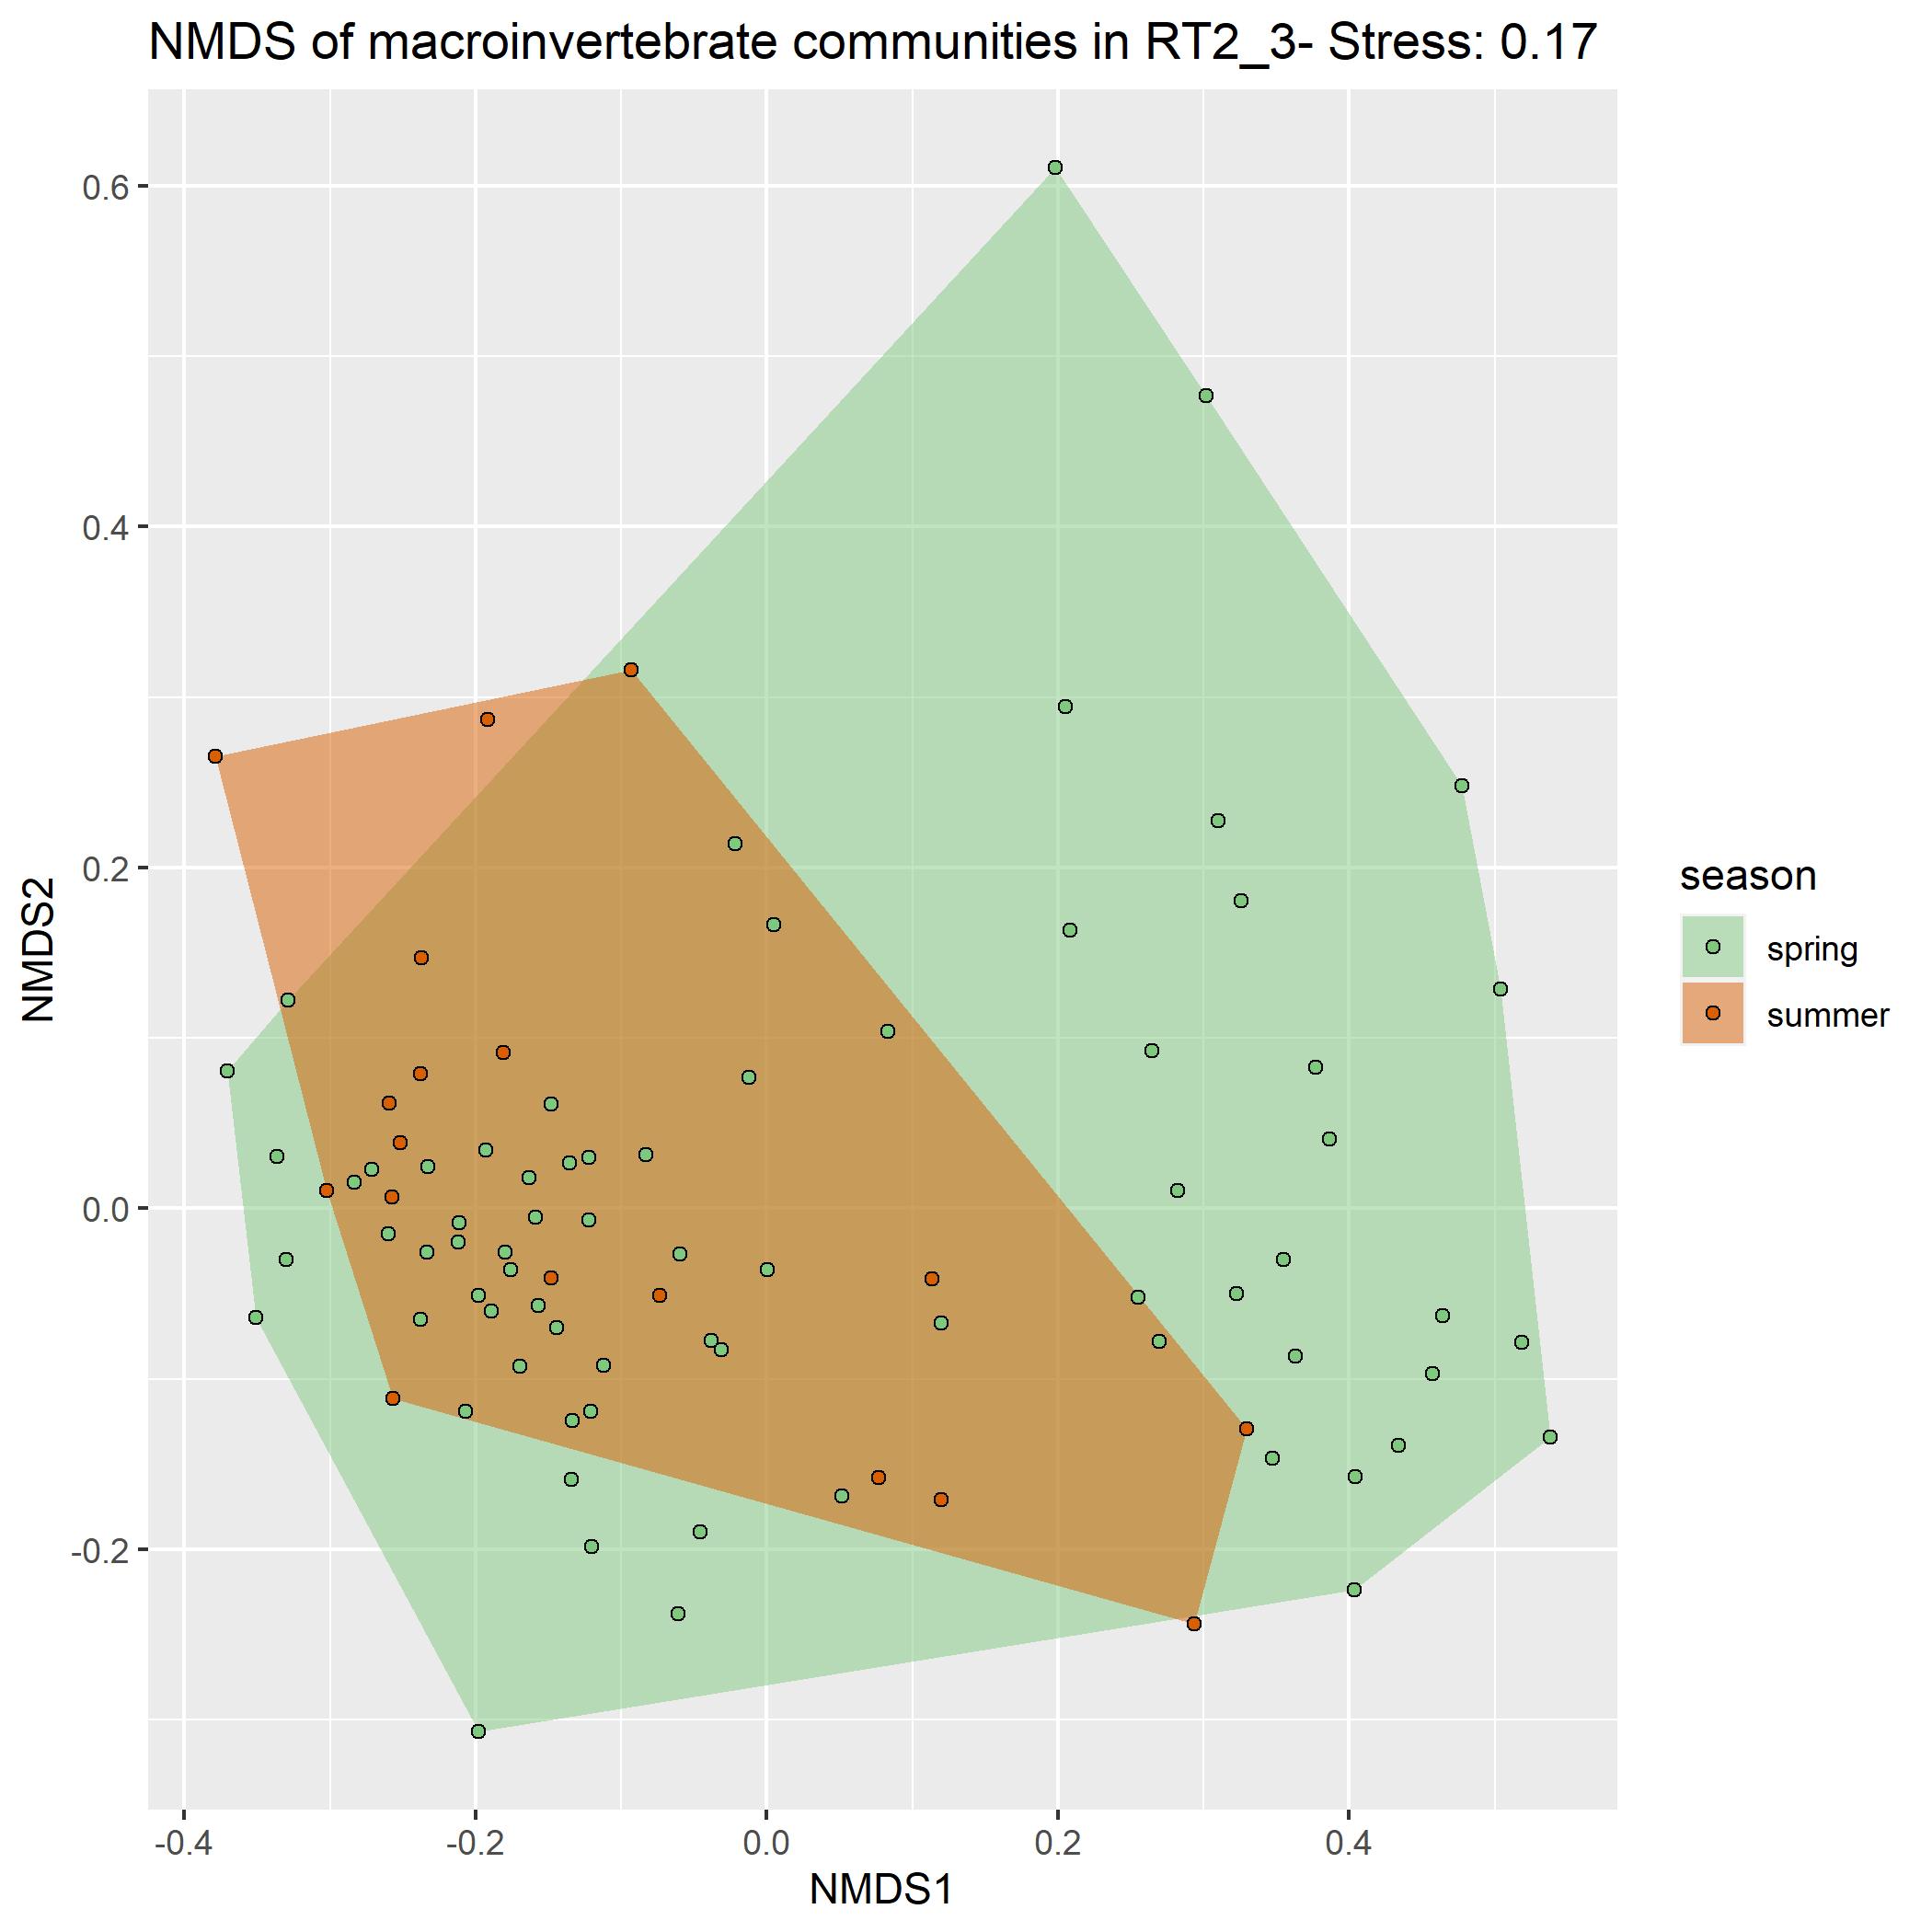 NMDS of macroinvertebrate communities in RT2_3- Stress: 0.17
0.6
0.4
0.2
0.0
-0.2
NMDS2
-0.4
-0.2
0.0
0.2
0.4
NMDS1
season
spring
summer